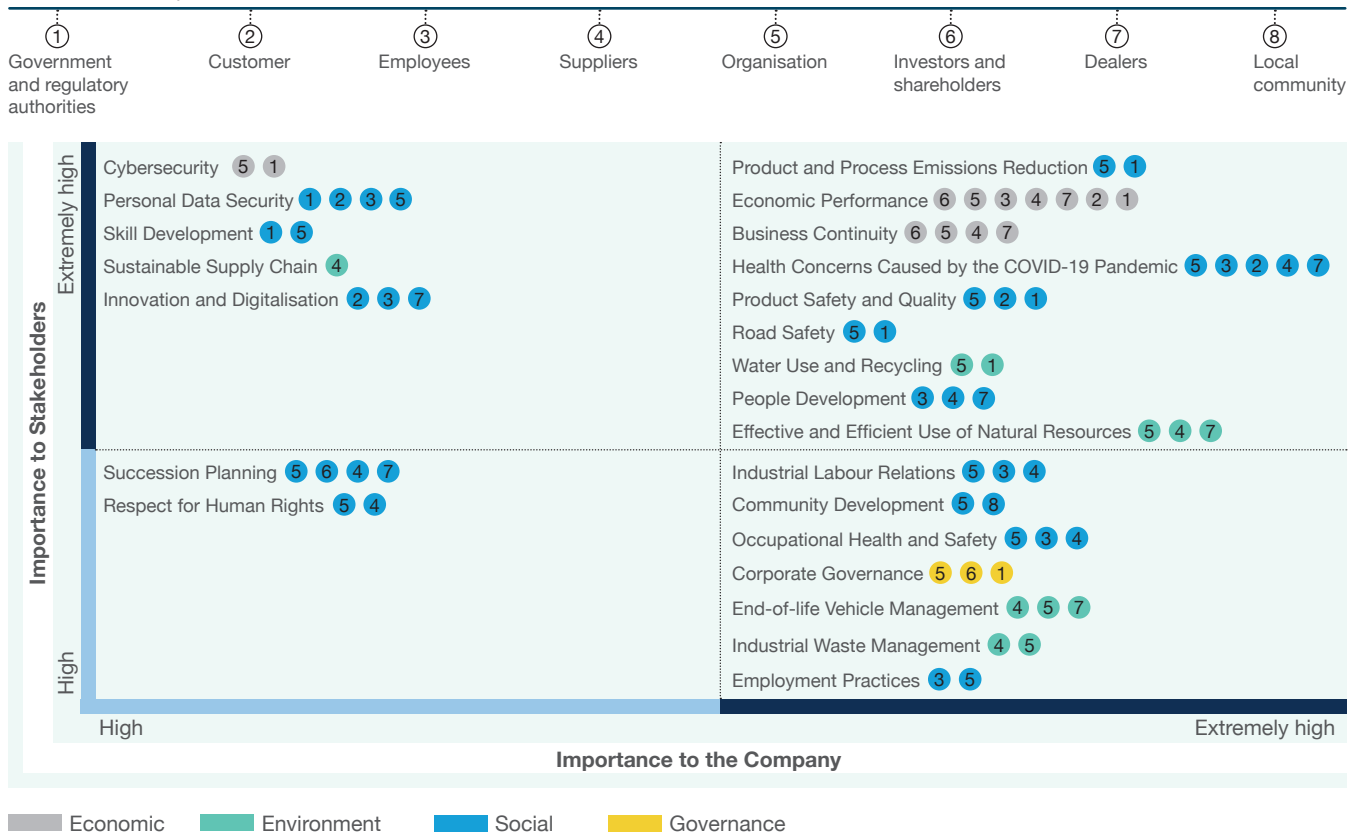 1 2 3 4 5 6 7 8
Government and regulatory authorities
Customer
Employees
Suppliers
Organisation
Investors and shareholders
Dealers
Local community
Importance to Stakeholders
Extremely high
Cybersecurity 5 1
Personal Data Security 1 2 3 5
Skill Development 1 5
Sustainable Supply Chain 4
Innovation and Digitalisation 2 3 7
Product and Process Emissions Reduction 5 1
Economic Performance 6 5 3 4 7 2 1
Business Continuity 6 5 4 7
Health Concerns Caused by the COVID-19 Pandemic 5 3 2 4 7
Product Safety and Quality 5 2 1
Road Safety 5 1
Water Use and Recycling 5 1
People Development 3 4 7
Effective and Efficient Use of Natural Resources 5 4 7
High
Succession Planning 5 6 4 7
Respect for Human Rights 5 4
Industrial Labour Relations 5 3 4
Community Development 5 8
Occupational Health and Safety 5 3 4
Corporate Governance 5 6 1
End-of-life Vehicle Management 4 5 7
Industrial Waste Management 4 5
Employment Practices 3 5
High
Extremely high
Importance to the Company
Economic
Environment
Social
Governance